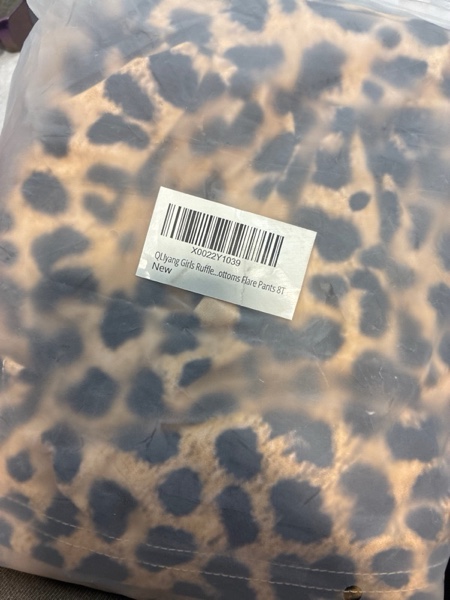 X0022Y1039
QLIyang Girls Ruffle...ottoms Flare Pants 8T
New